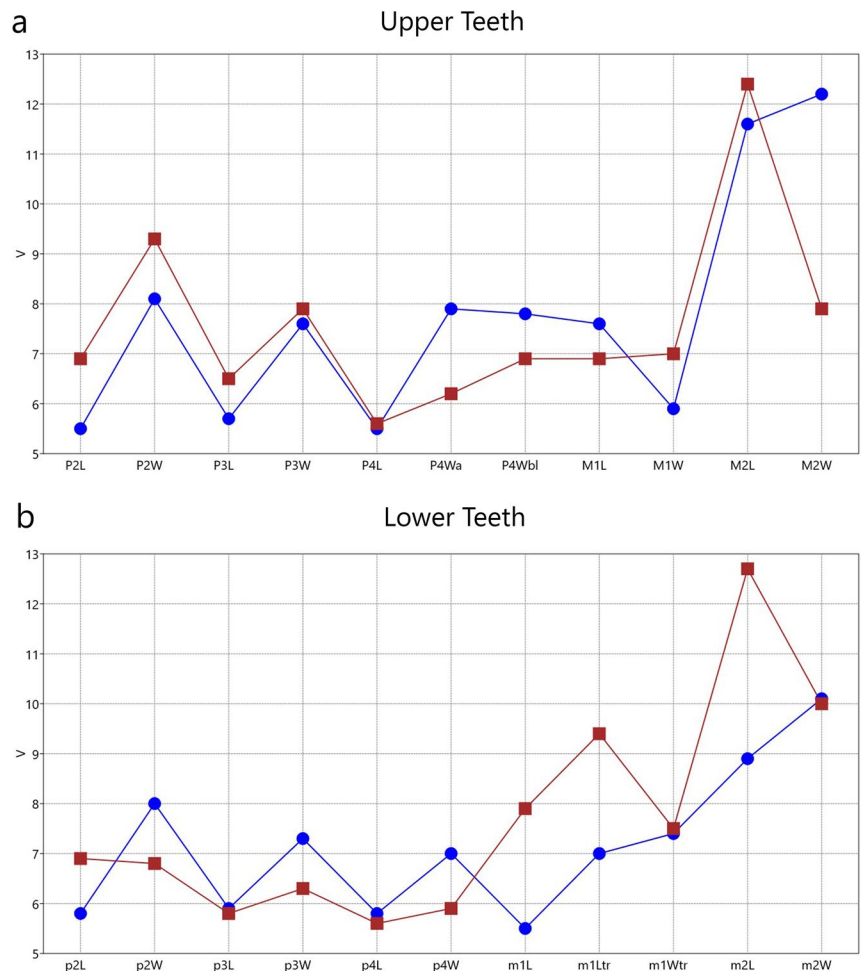 a
Upper Teeth
13
12
11
10
9
8
7
6
5
V
P2L P2W P3L P3W P4L P4Wa P4Wbl M1L M1W M2L M2W
b
Lower Teeth
13
12
11
10
9
8
7
6
5
V
p2L p2W p3L p3W p4L p4W m1L m1Ltr m1Wtr m2L m2W